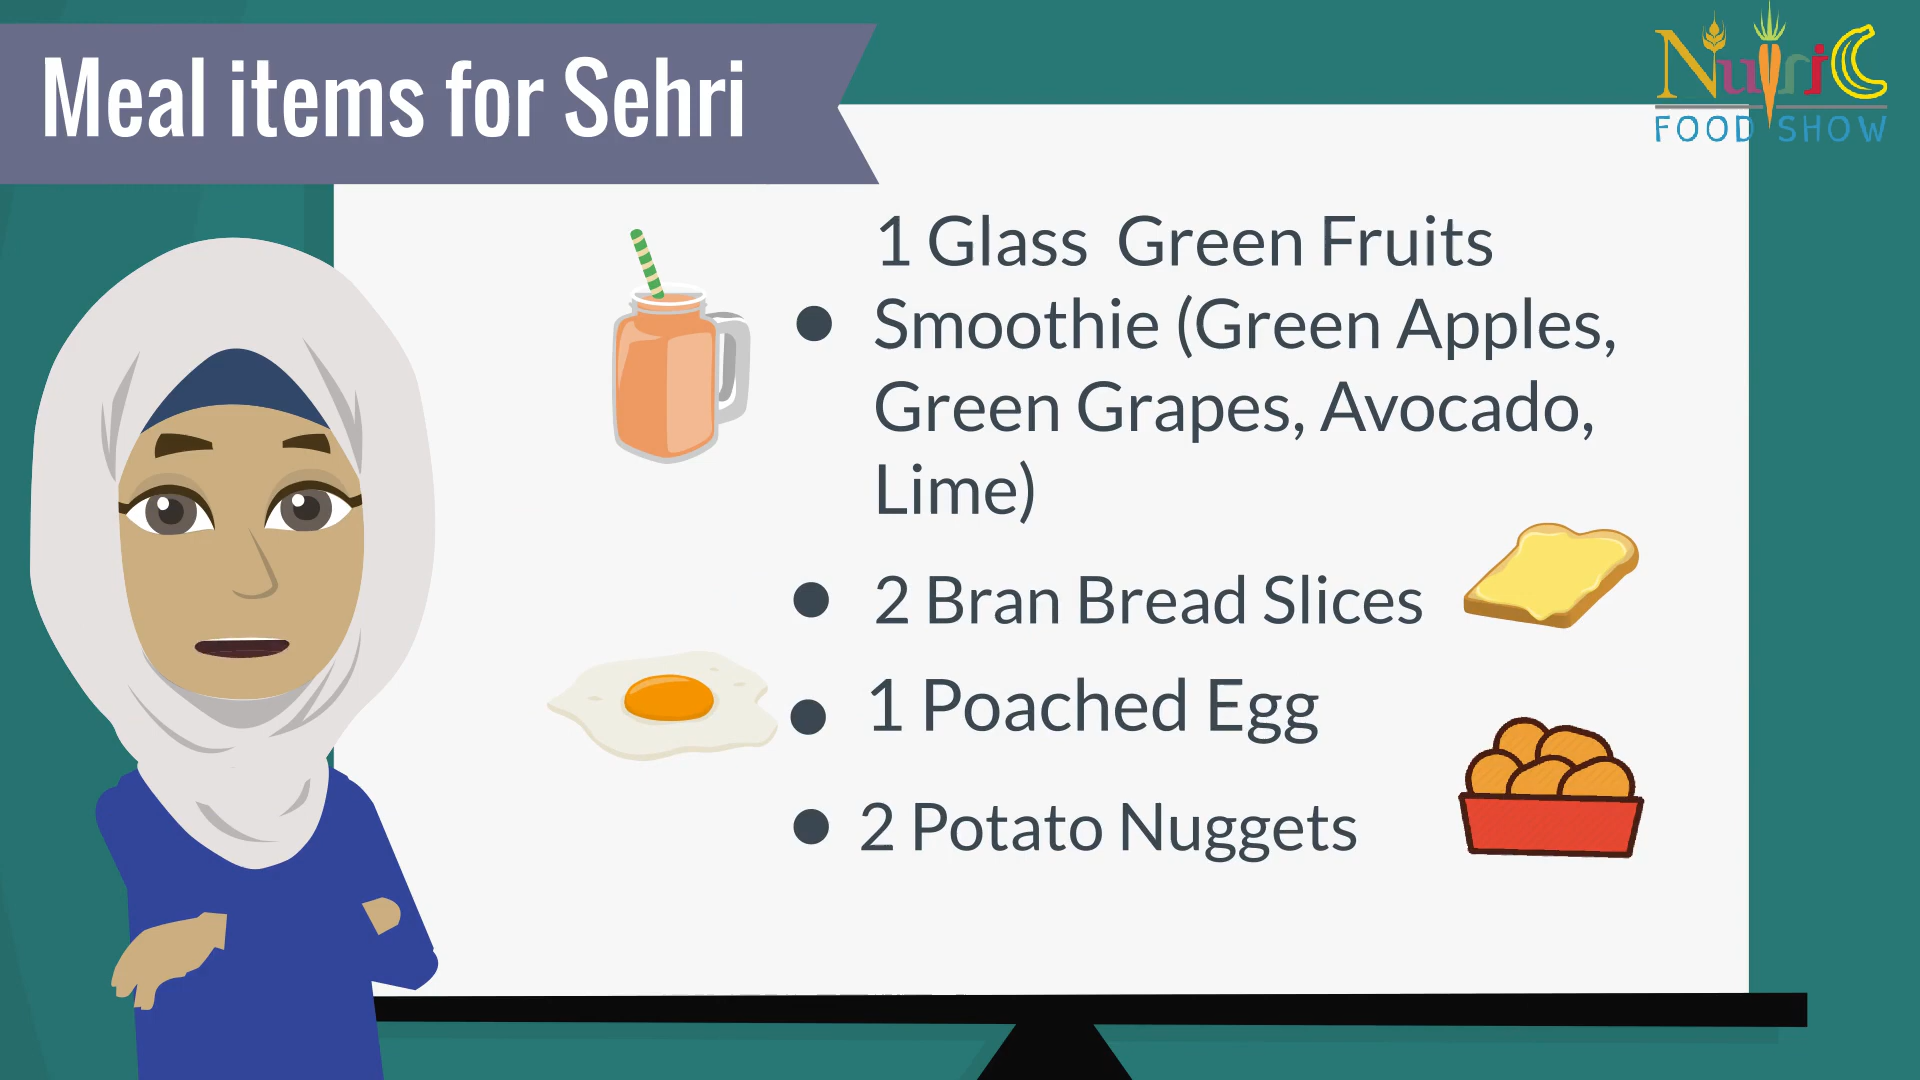 Meal items for Sehri
NutriC
FOOD SHOW
1 Glass Green Fruits
Smoothie (Green Apples,
Green Grapes, Avocado,
Lime)
2 Bran Bread Slices
1 Poached Egg
2 Potato Nuggets